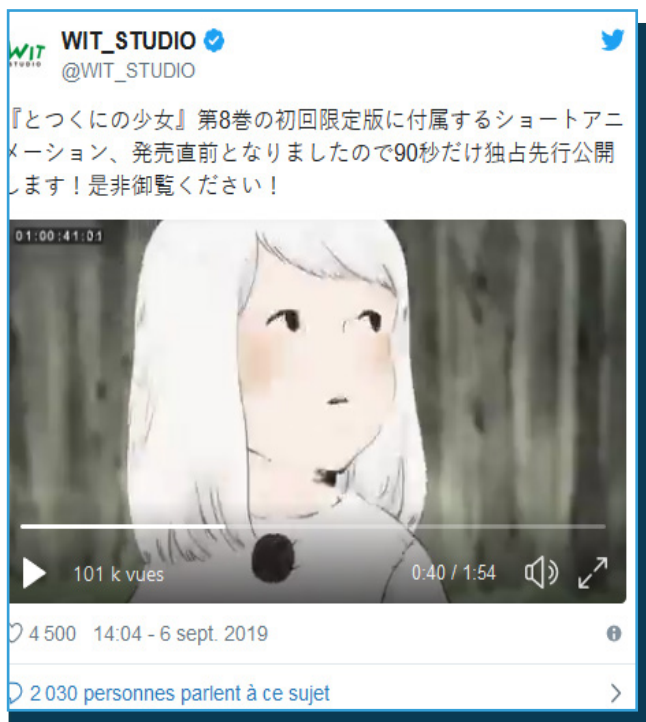 WIT_STUDIO
WIT
STUDIO
@WIT_STUDIO
『とつくにの少女』第8巻の初回限定版に付属するショートアニ
メーション、発売直前となりましたので90秒だけ独占先行公開
します！是非御覧ください！
01:00:41:01
101 k vues
0:40 / 1:54
4 500 14:04 - 6 sept. 2019
2 030 personnes parlent à ce sujet